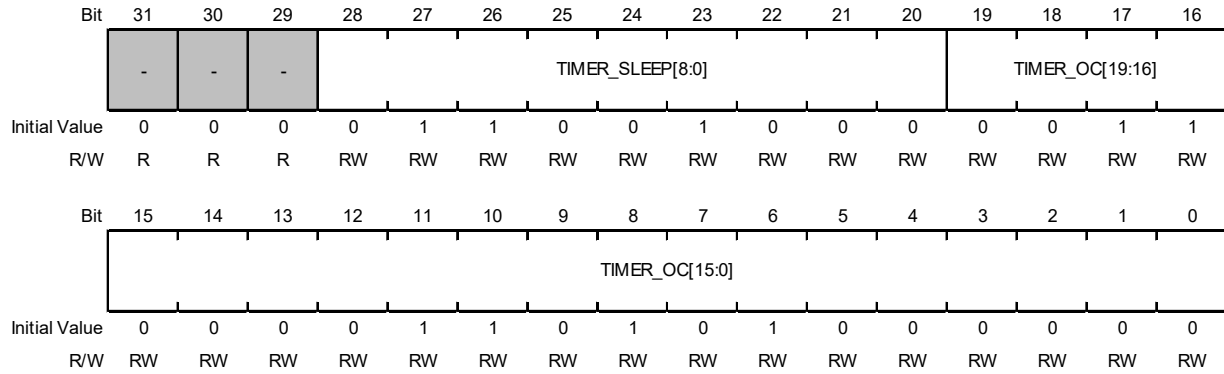 Bit 31 30 29 28 27 26 25 24 23 22 21 20 19 18 17 16
- - - TIMER_SLEEP[8:0] TIMER_OC[19:16]
Initial Value 0 0 0 0 1 1 0 0 1 0 0 0 0 0 1 1
R/W R R R RW RW RW RW RW RW RW RW RW RW RW RW RW
Bit 15 14 13 12 11 10 9 8 7 6 5 4 3 2 1 0
TIMER_OC[15:0]
Initial Value 0 0 0 0 1 1 0 1 0 1 0 0 0 0 0 0
R/W RW RW RW RW RW RW RW RW RW RW RW RW RW RW RW RW